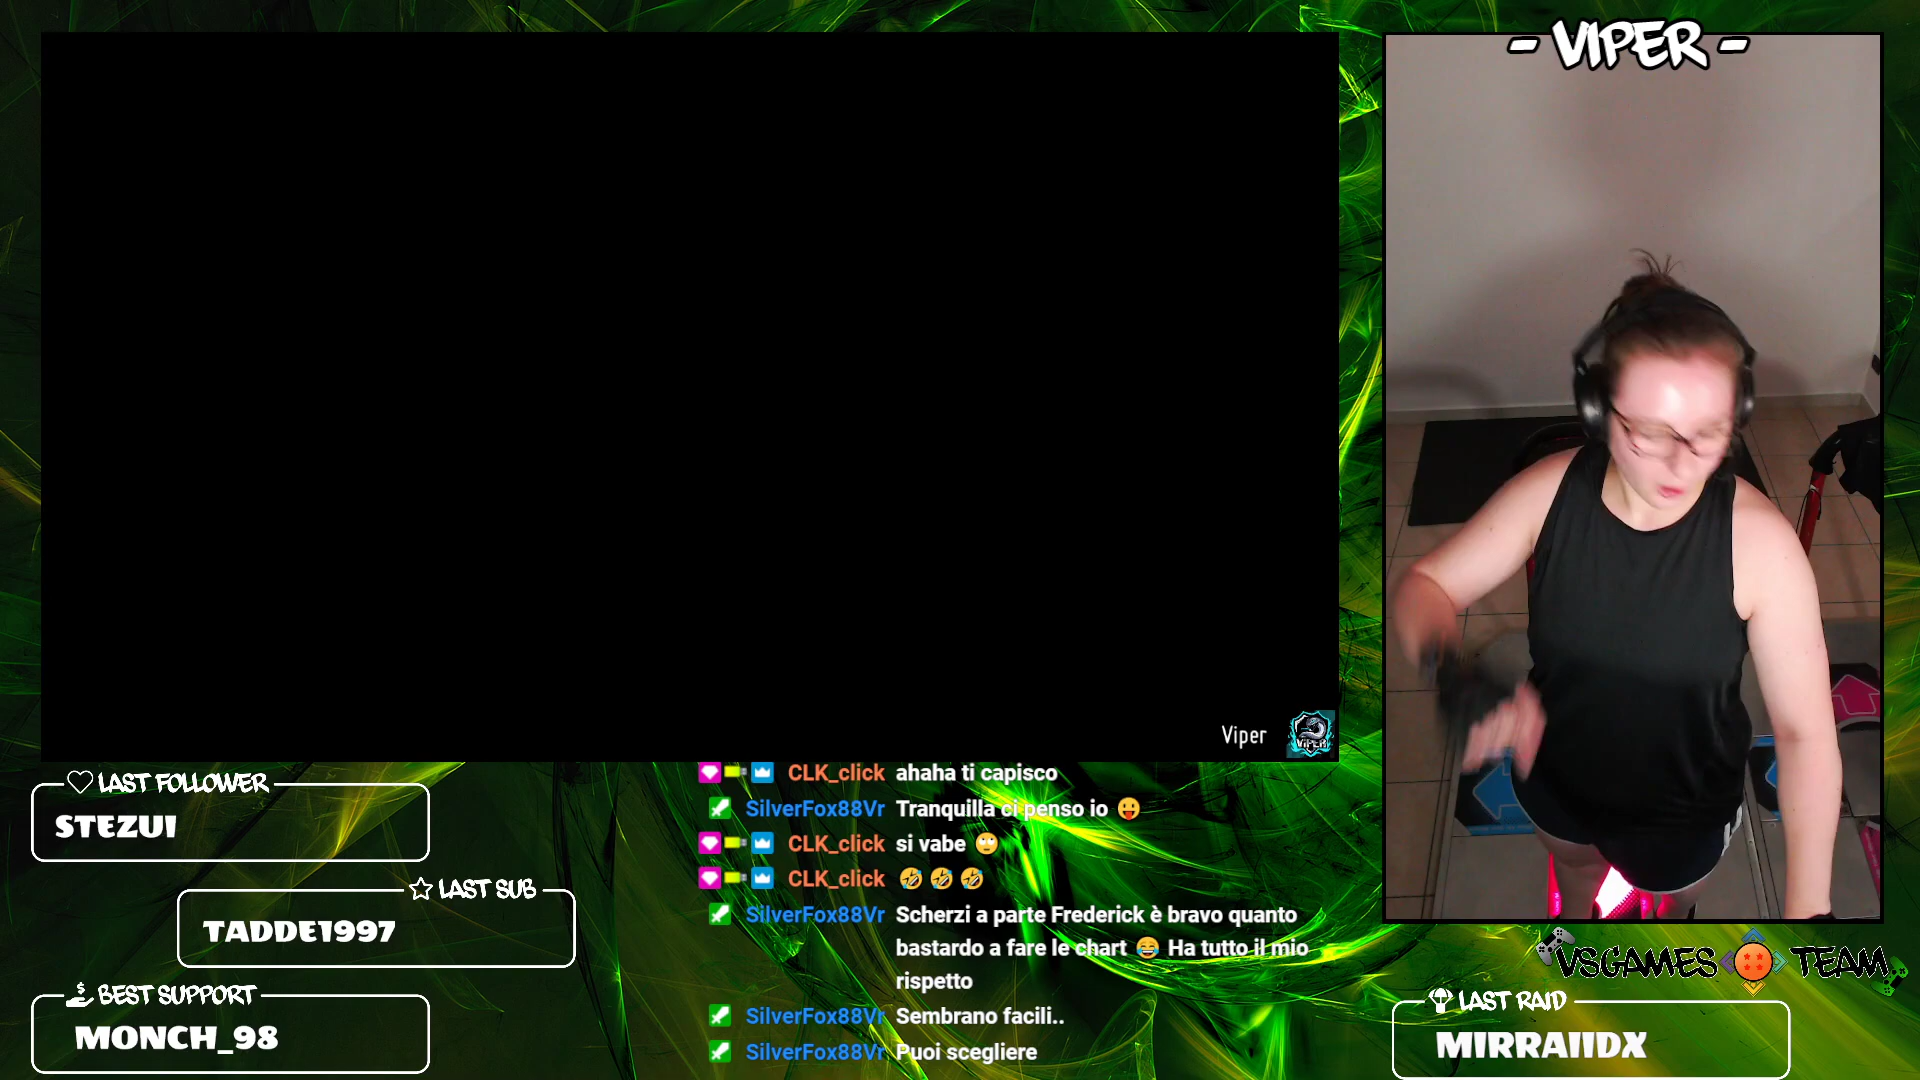 - VIPER -
Viper
VIPER
CLK_click ahaha ti capisco
SilverFox88Vr Tranquilla ci penso io 😛
CLK_click si vabe 🙄
CLK_click 🤣 🤣 🤣
SilverFox88Vr Scherzi a parte Frederick è bravo quanto
bastardo a fare le chart 😂 Ha tutto il mio
rispetto
SilverFox88Vr Sembrano facili..
SilverFox88Vr Puoi scegliere
LAST FOLLOWER
STEZUI
LAST SUB
TADDE1997
BEST SUPPORT
MONCH_98
VSGAMES TEAM
LAST RAID
MIRRAIIDX